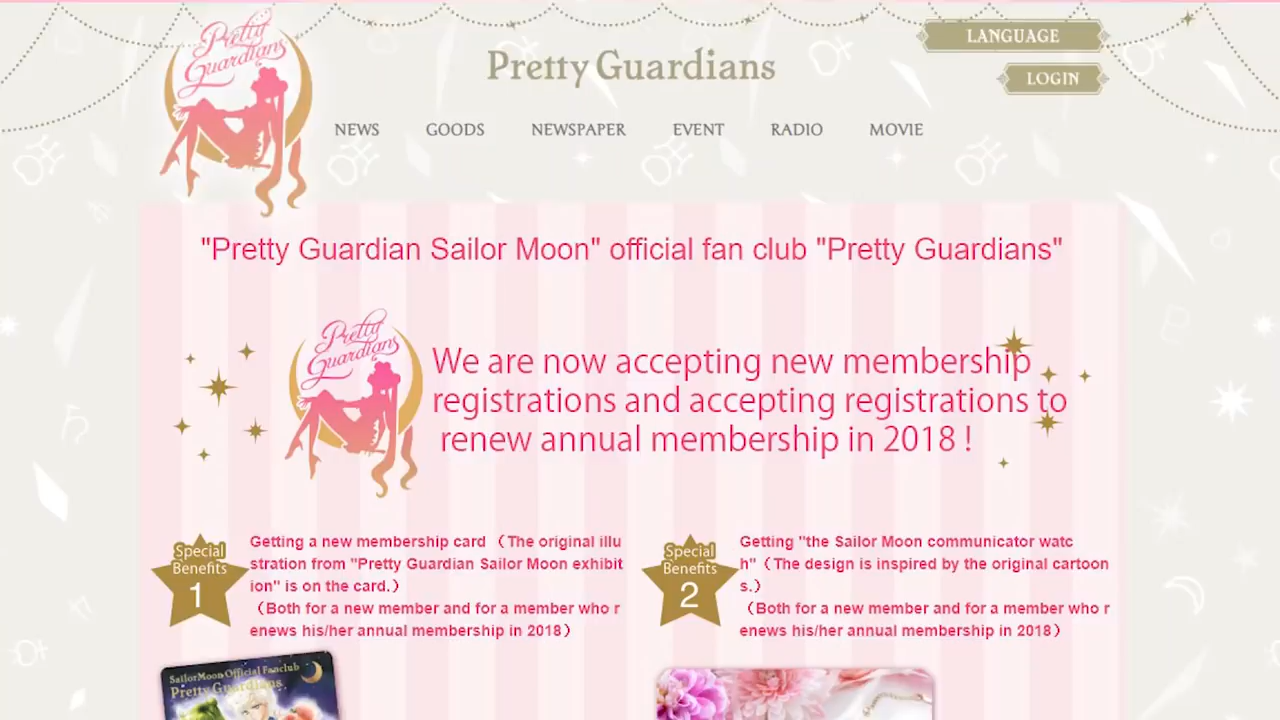 Pretty
Guardians
Pretty Guardians
LANGUAGE
LOGIN
NEWS GOODS NEWSPAPER EVENT RADIO MOVIE
"Pretty Guardian Sailor Moon" official fan club "Pretty Guardians"
Pretty
Guardians
We are now accepting new membership
registrations and accepting registrations to
renew annual membership in 2018 !
Special
Benefits
1
Getting a new membership card （The original illu
stration from "Pretty Guardian Sailor Moon exhibit
ion" is on the card.）
（Both for a new member and for a member who r
enews his/her annual membership in 2018）
Special
Benefits
2
Getting "the Sailor Moon communicator watc
h"（The design is inspired by the original cartoon
s.）
（Both for a new member and for a member who r
enews his/her annual membership in 2018）
SailorMoon Official Fanclub
Pretty Guardians